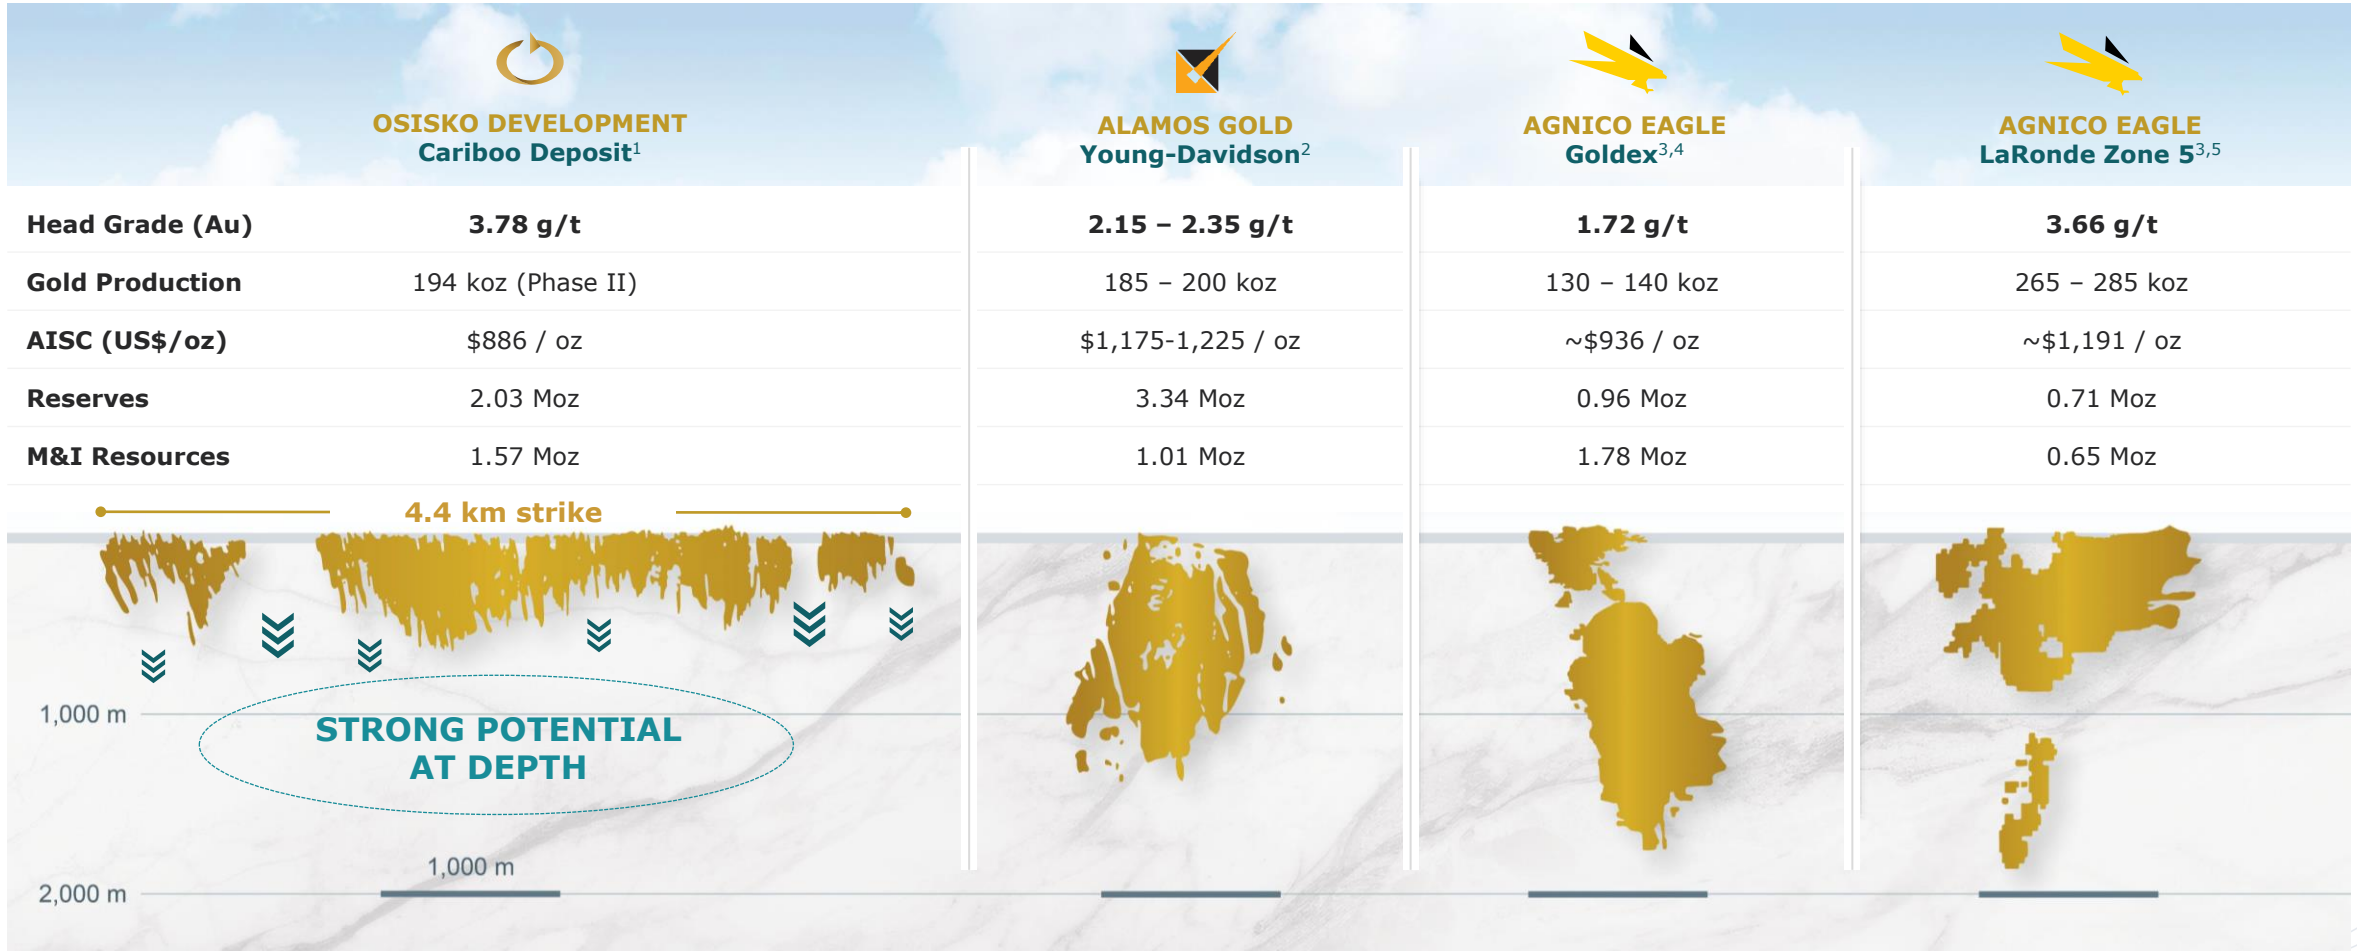 OSISKO DEVELOPMENT
Cariboo Deposit1
ALAMOS GOLD
Young-Davidson2
AGNICO EAGLE
Goldex3,4
AGNICO EAGLE
LaRonde Zone 53,5
Head Grade (Au) 3.78 g/t 2.15 – 2.35 g/t 1.72 g/t 3.66 g/t
Gold Production 194 koz (Phase II) 185 – 200 koz 130 – 140 koz 265 – 285 koz
AISC (US$/oz) $886 / oz $1,175-1,225 / oz ~$936 / oz ~$1,191 / oz
Reserves 2.03 Moz 3.34 Moz 0.96 Moz 0.71 Moz
M&I Resources 1.57 Moz 1.01 Moz 1.78 Moz 0.65 Moz
4.4 km strike
1,000 m
STRONG POTENTIAL
AT DEPTH
1,000 m
2,000 m